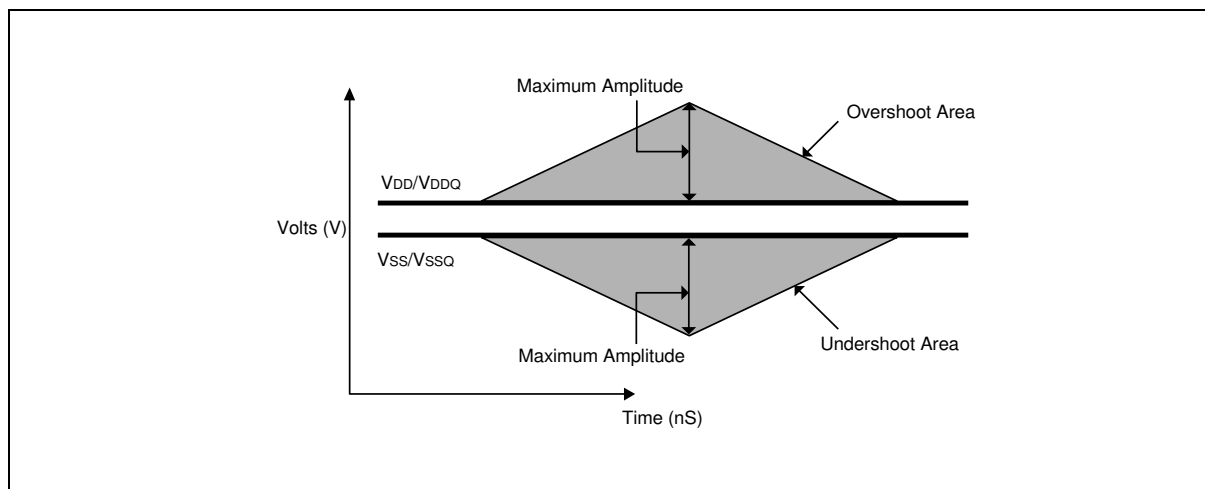 Maximum Amplitude
Overshoot Area
VDD/VDDQ
Volts (V)
VSS/VSSQ
Maximum Amplitude
Undershoot Area
Time (nS)